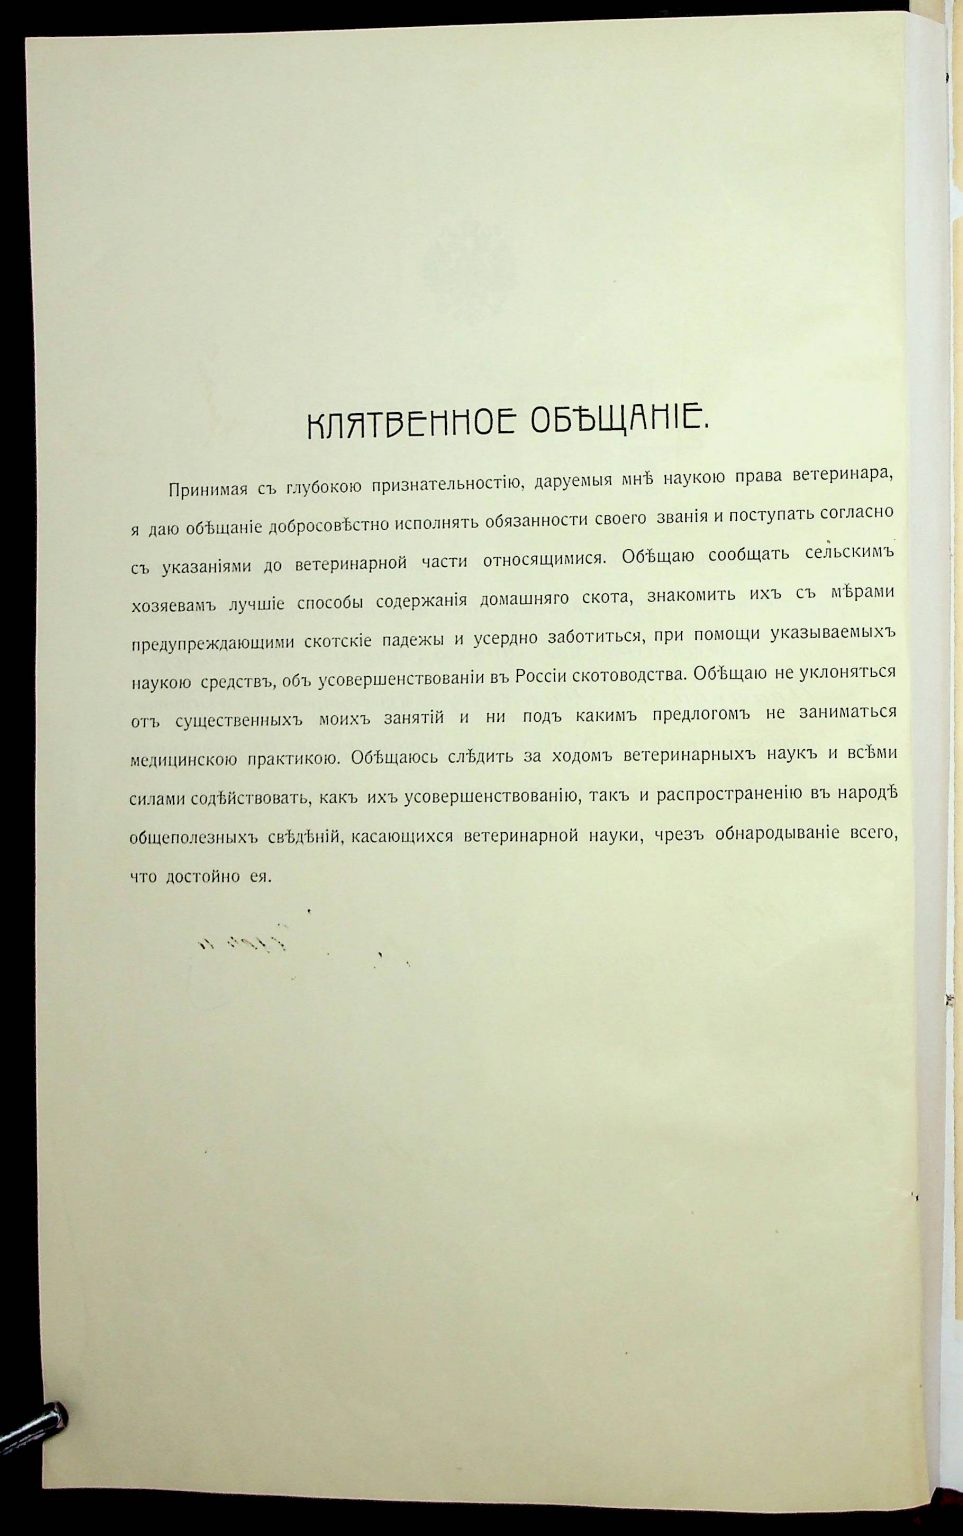 КЛЯТВЕННОЕ ОБѢЩАНІЕ.
Принимая съ глубокою признательностію, даруемыя мнѣ наукою права ветеринара,
я даю обѣщаніе добросовѣстно исполнять обязанности своего званія и поступать согласно
съ указаніями до ветеринарной части относящимися. Обѣщаю сообщать сельскимъ
хозяевамъ лучшіе способы содержанія домашняго скота, знакомить ихъ съ мѣрами
предупреждающими скотскіе падежы и усердно заботиться, при помощи указываемыхъ
наукою средствъ, объ усовершенствованіи въ Россіи скотоводства. Обѣщаю не уклоняться
отъ существенныхъ моихъ занятій и ни подъ какимъ предлогомъ не заниматься
медицинскою практикою. Обѣщаюсь слѣдить за ходомъ ветеринарныхъ наукъ и всѣми
силами содѣйствовать, какъ ихъ усовершенствованію, такъ и распространенію въ народѣ
общеполезныхъ свѣдѣній, касающихся ветеринарной науки, чрезъ обнародываніе всего,
что достойно ея.